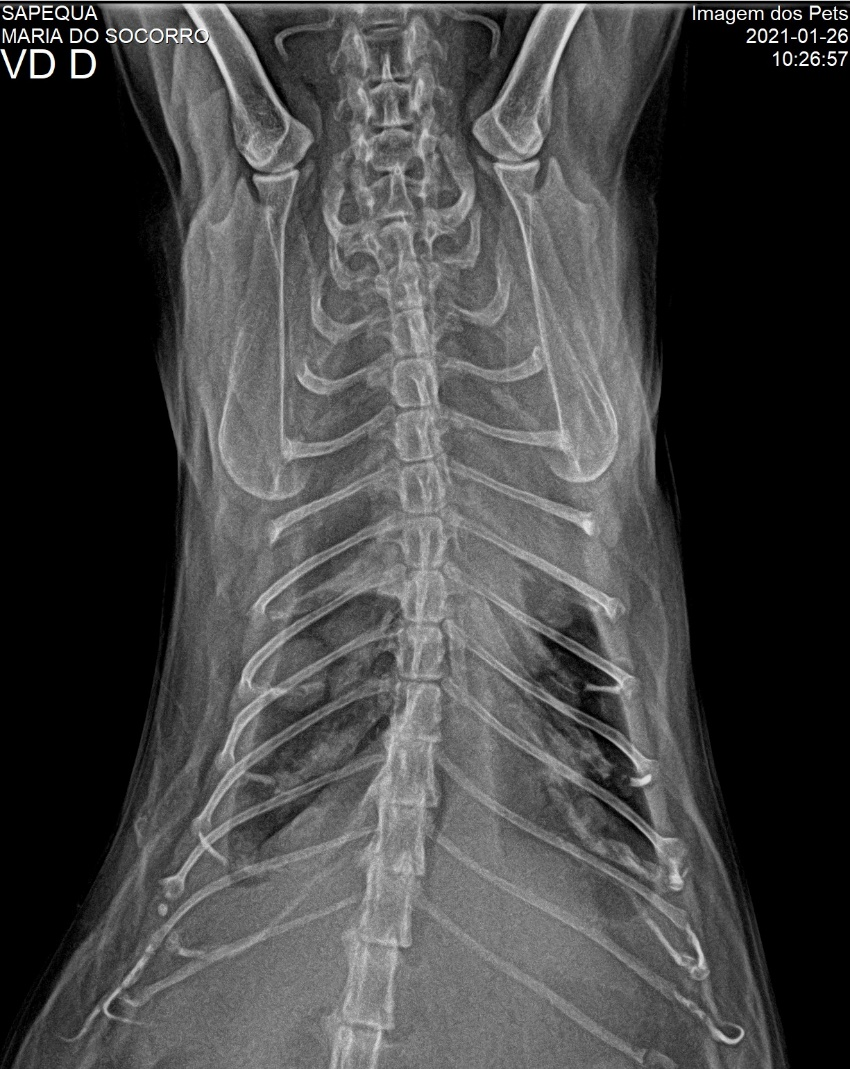 SAPEQUA
MARIA DO SOCORRO
VD D
Imagem dos Pets
2021-01-26
10:26:57